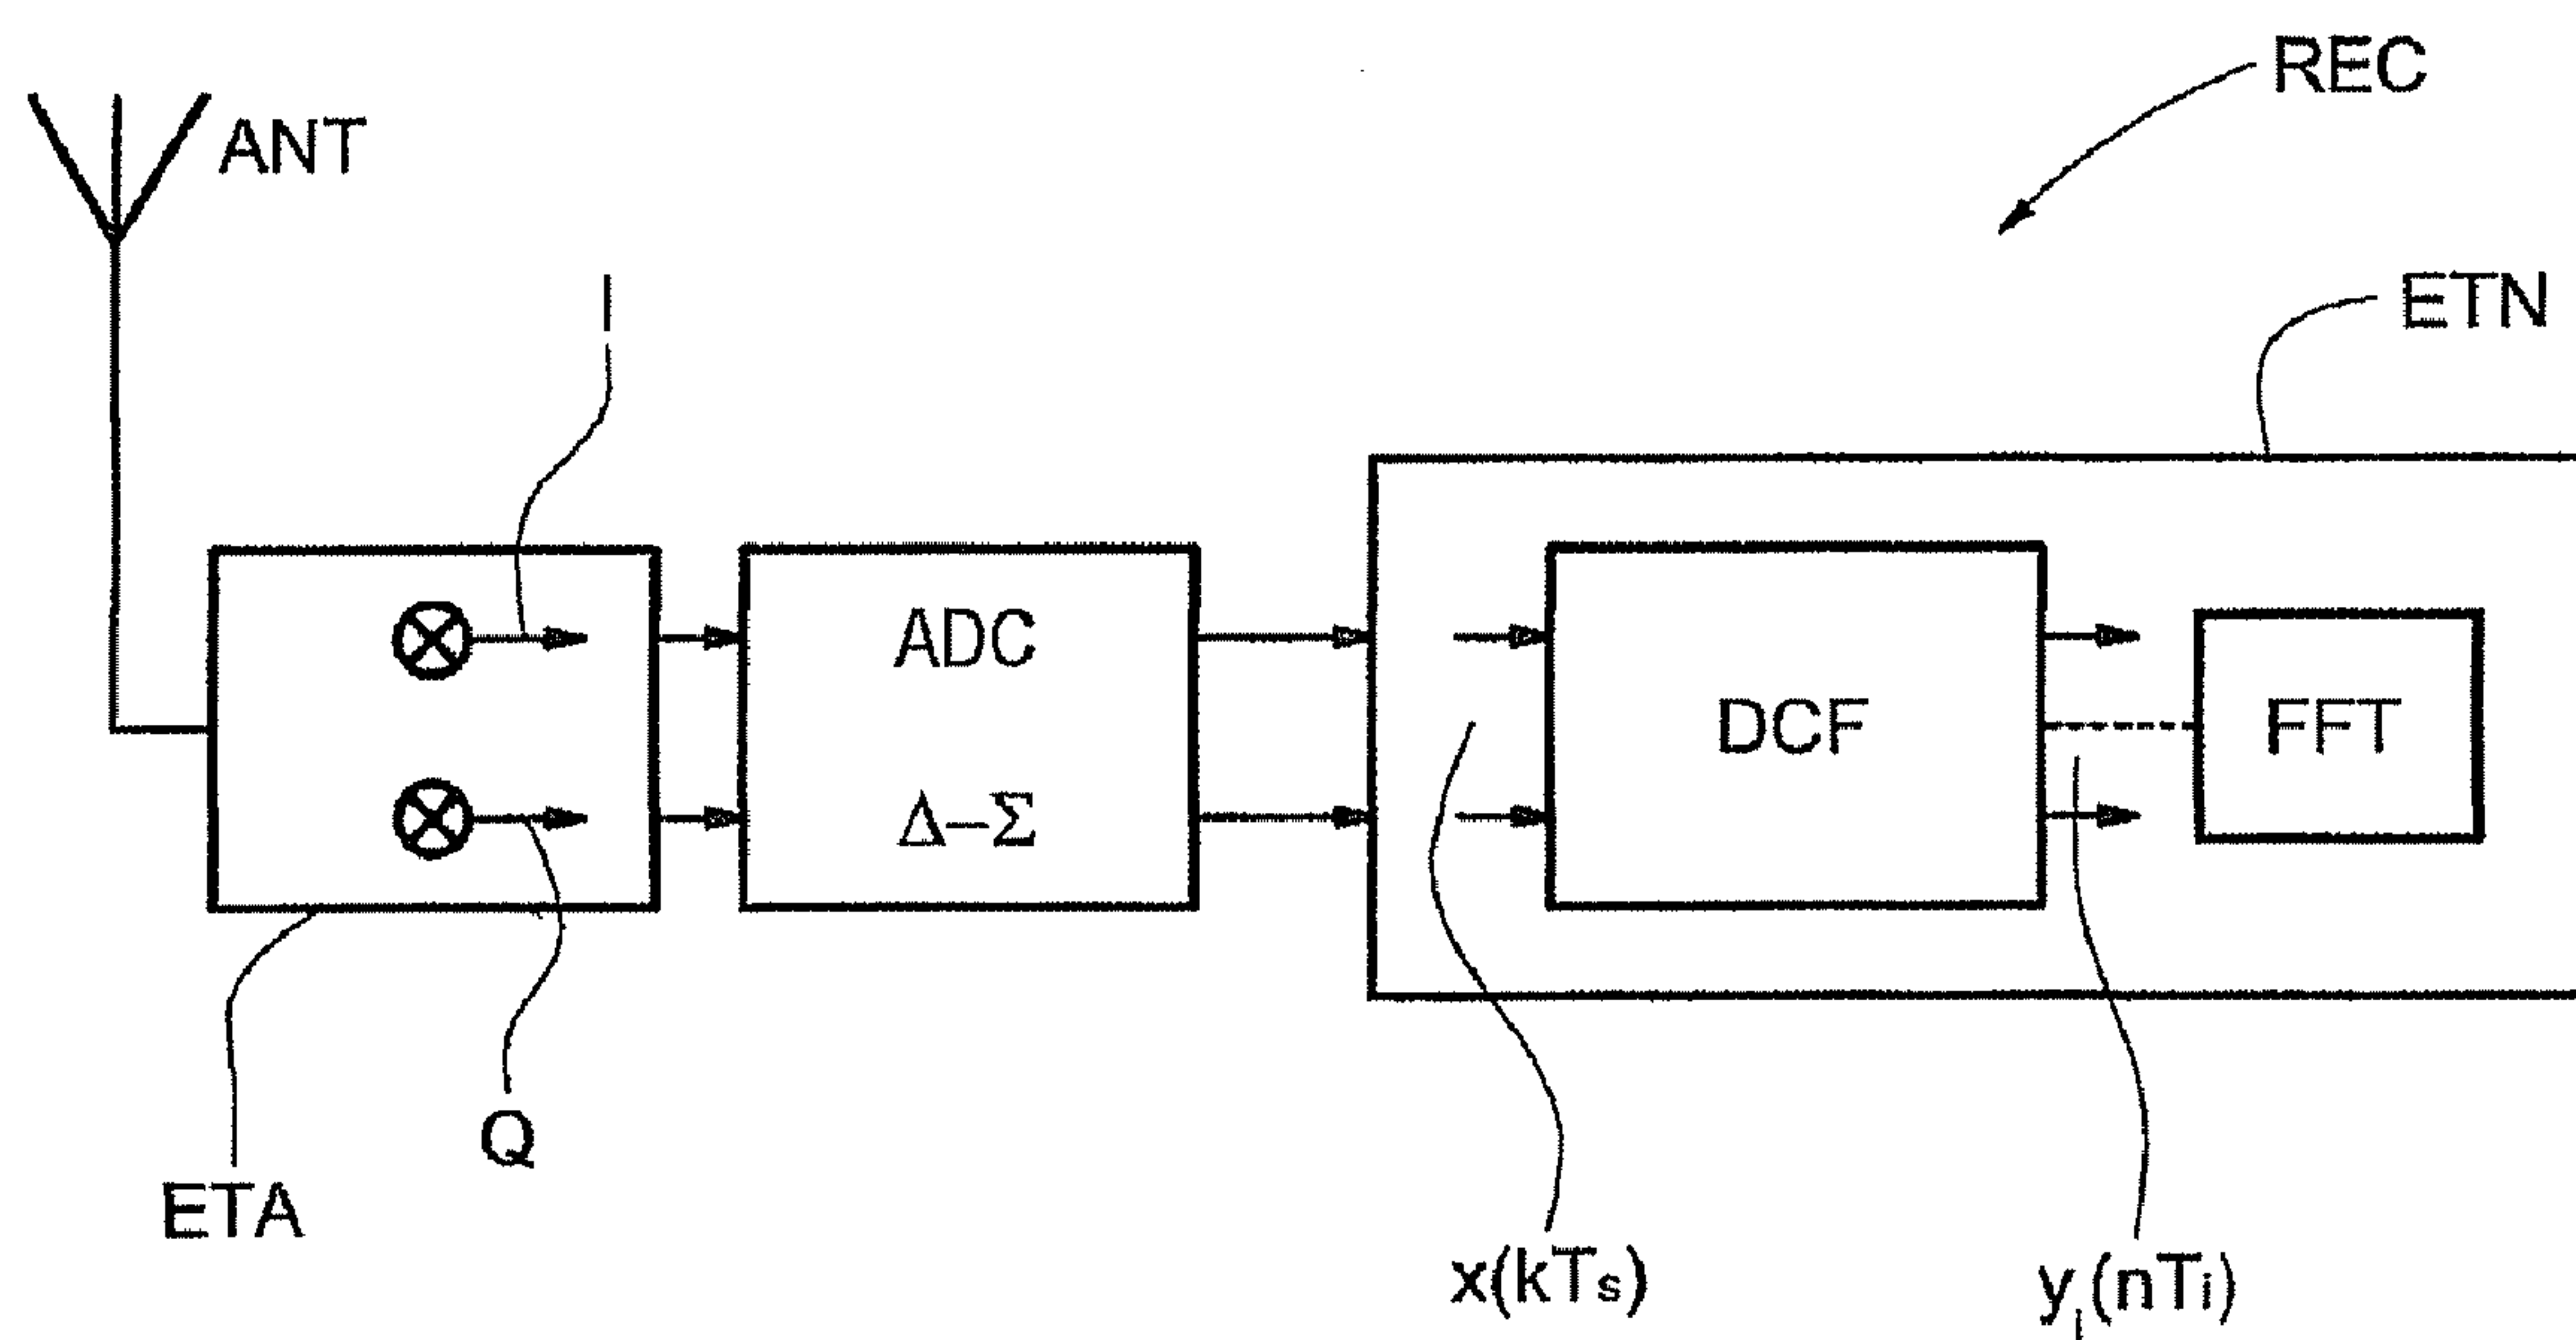 REC
ANT
I
ETN
ADC
Δ–Σ
DCF
FFT
Q
ETA
x(kTs)
yi(nTi)